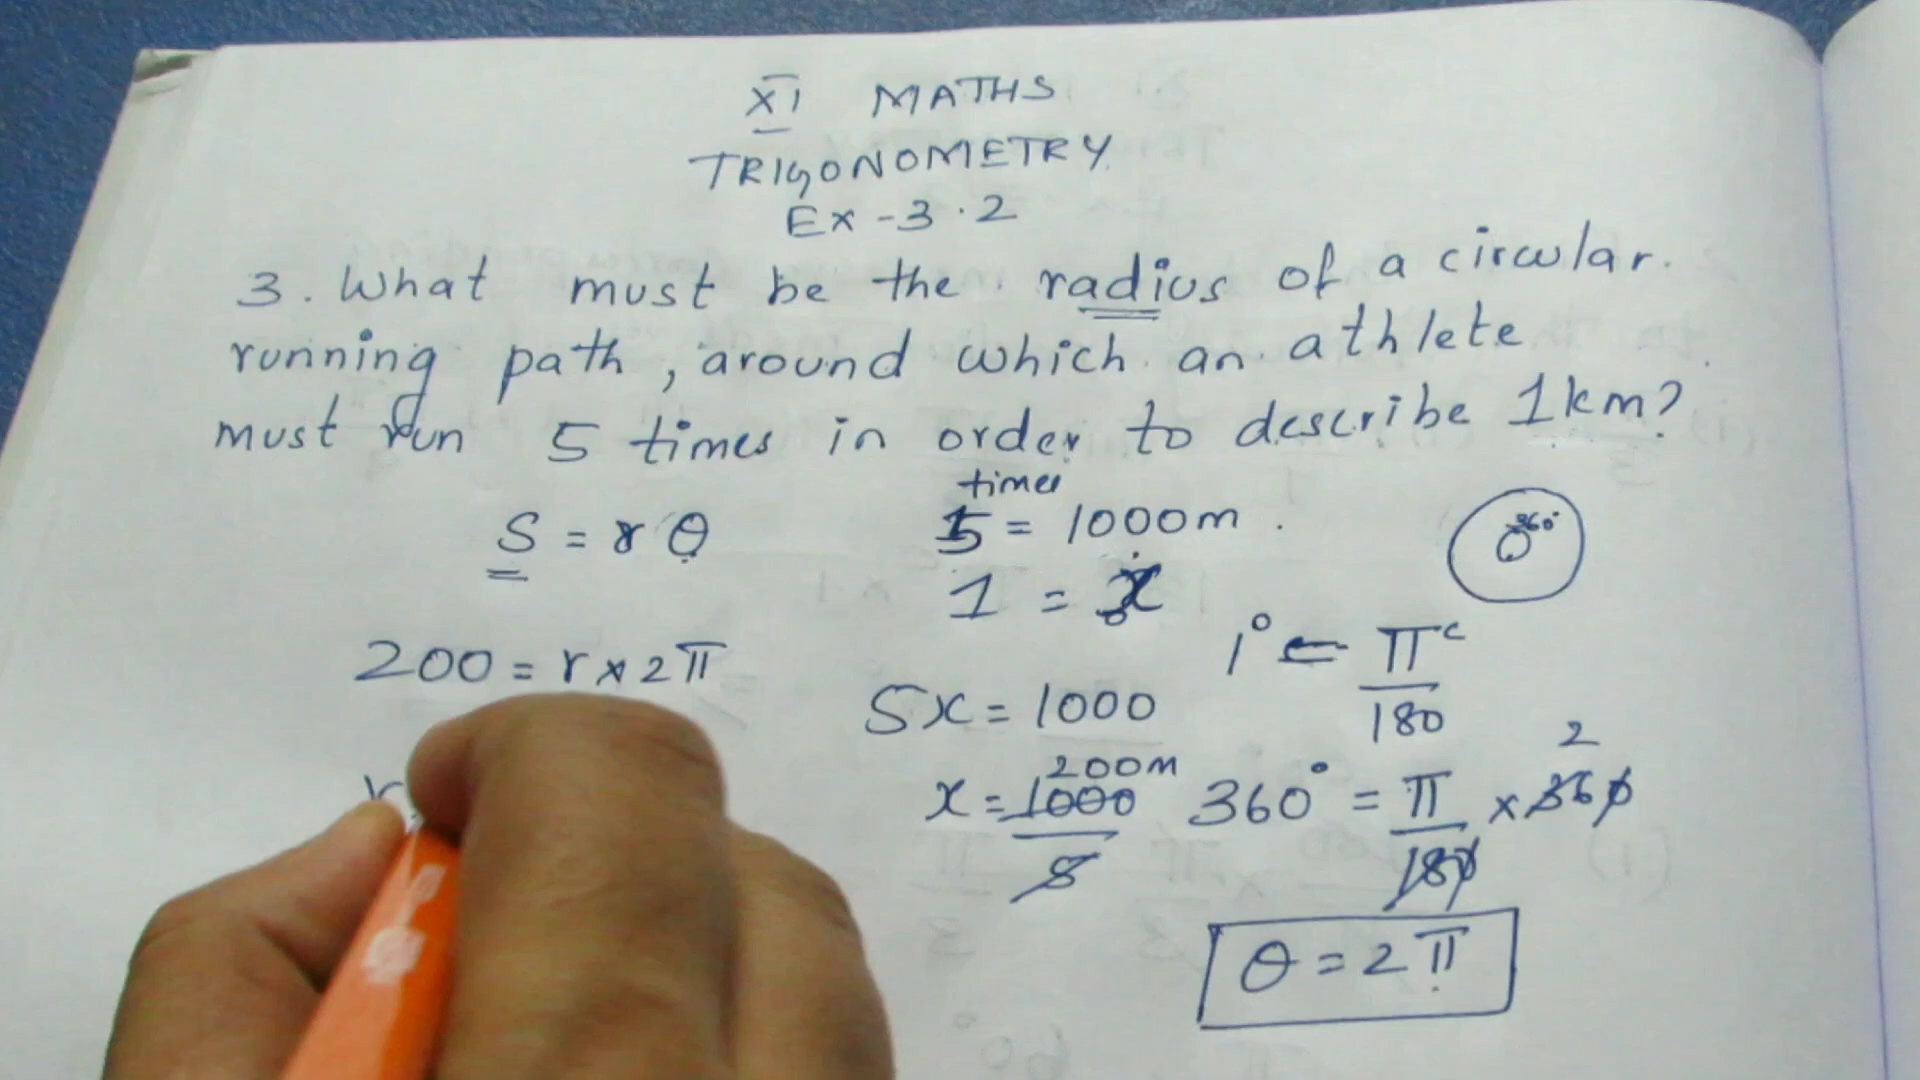 XI MATHS
TRIGONOMETRY
Ex - 3.2
3. What must be the radius of a circular.
running path, around which an athlete
must run 5 times in order to describe 1km?
S = rθ
200 = r × 2π
r
times
5 = 1000m.
1 = x
5x = 1000
200m
x = 1000
5
360°
1° = π^c
180
2
360° = π × 360
180
θ = 2π